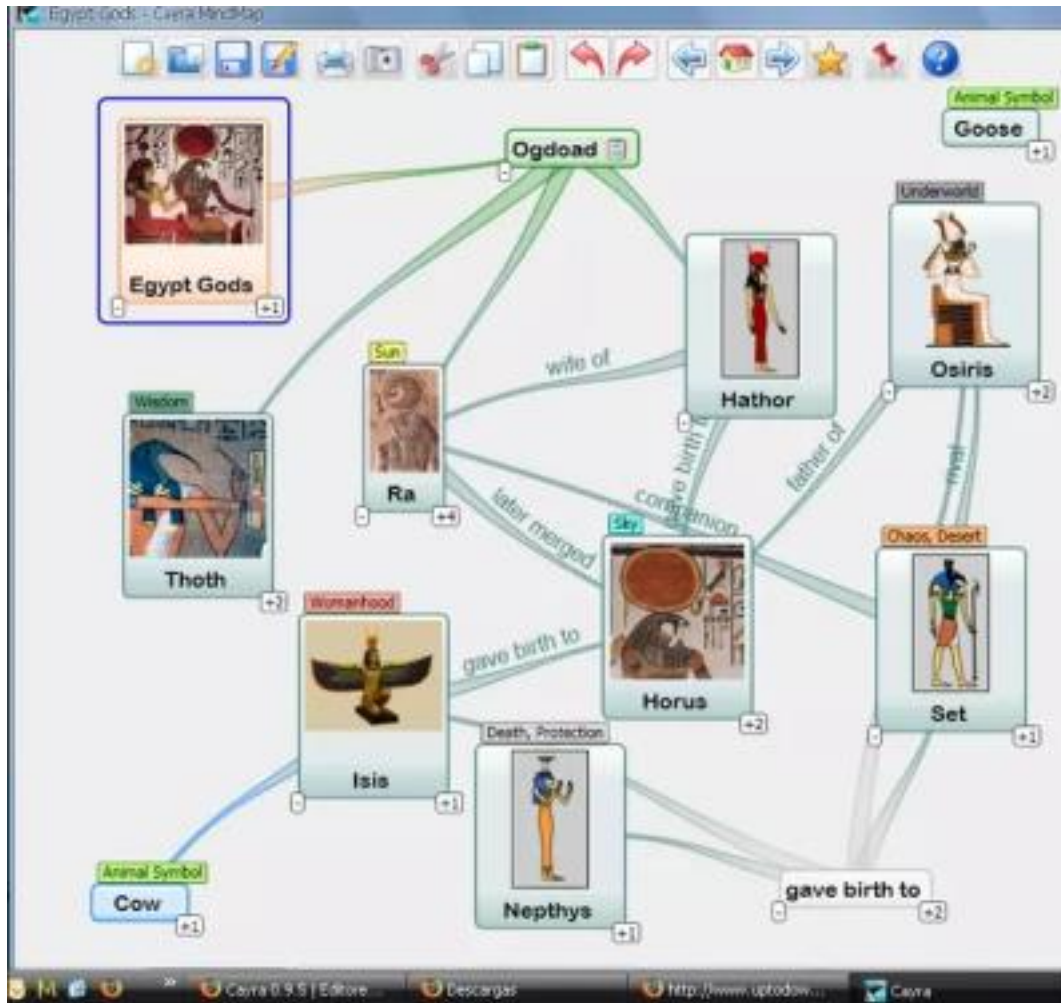 Egypt Gods - Cayra MindMap
Animal Symbol
Goose
+1
Ogdoad
-
Underworld
Egypt Gods
-
+1
Osiris
-
+2
Sun
wife of
Hathor
-
Wisdom
father of
rival
Ra
-
+4
later merged
companion
Sky
Chaos, Desert
Thoth
+2
Womanhood
gave birth to
Horus
+2
Set
-
+1
Death, Protection
Isis
-
+1
Animal Symbol
Cow
+1
Nepthys
+1
gave birth to
-
+2
Cayra 0.9.5 | Editore...
Descargas
http://www.uptodow...
Cayra